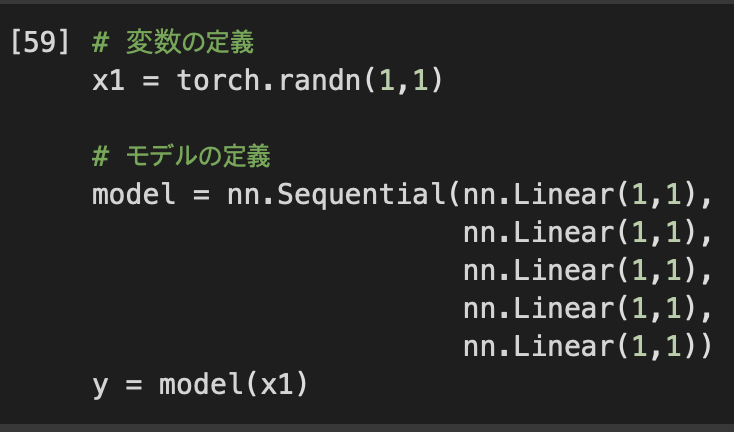 [59] # 変数の定義
x1 = torch.randn(1,1)
# モデルの定義
model = nn.Sequential(nn.Linear(1,1),
nn.Linear(1,1),
nn.Linear(1,1),
nn.Linear(1,1),
nn.Linear(1,1))
y = model(x1)